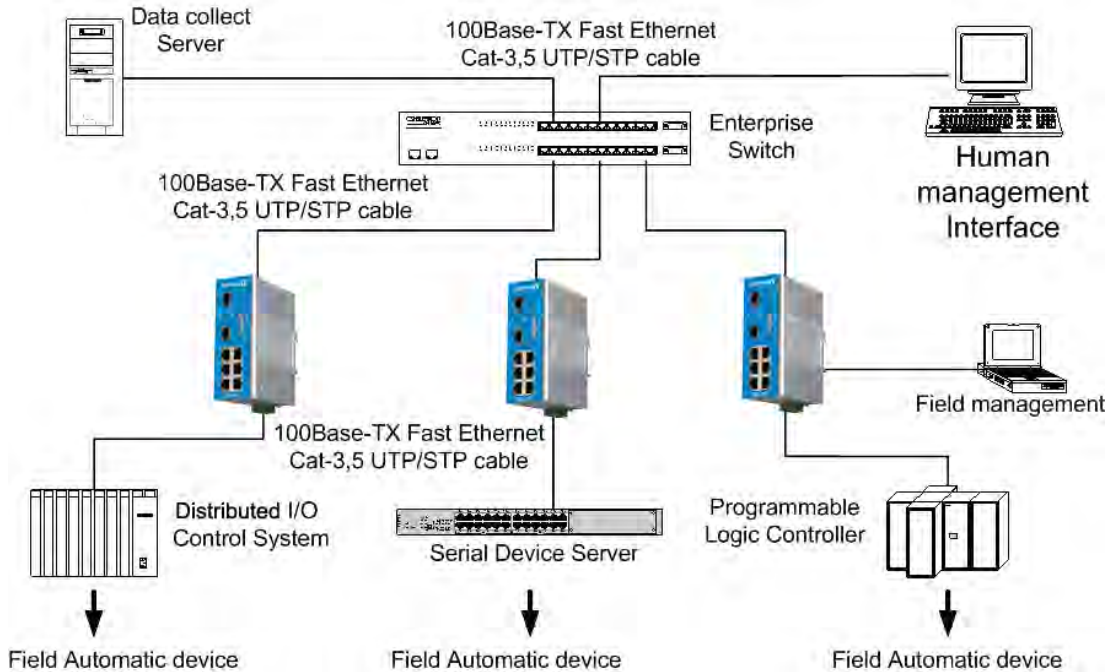 Data collect
Server
100Base-TX Fast Ethernet
Cat-3,5 UTP/STP cable
Enterprise
Switch
Human
management
Interface
100Base-TX Fast Ethernet
Cat-3,5 UTP/STP cable
Field management
100Base-TX Fast Ethernet
Cat-3,5 UTP/STP cable
Distributed I/O
Control System
Serial Device Server
Programmable
Logic Controller
Field Automatic device
Field Automatic device
Field Automatic device